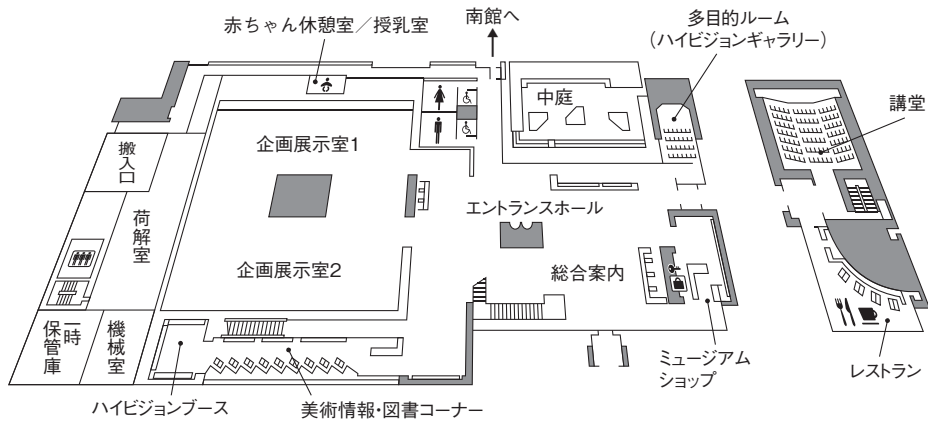 赤ちゃん休憩室／授乳室
南館へ
多目的ルーム
（ハイビジョンギャラリー）
中庭
講堂
企画展示室1
搬入口
エントランスホール
荷解室
企画展示室2
総合案内
一時
保管庫
機械室
ミュージアム
ショップ
レストラン
ハイビジョンブース
美術情報・図書コーナー